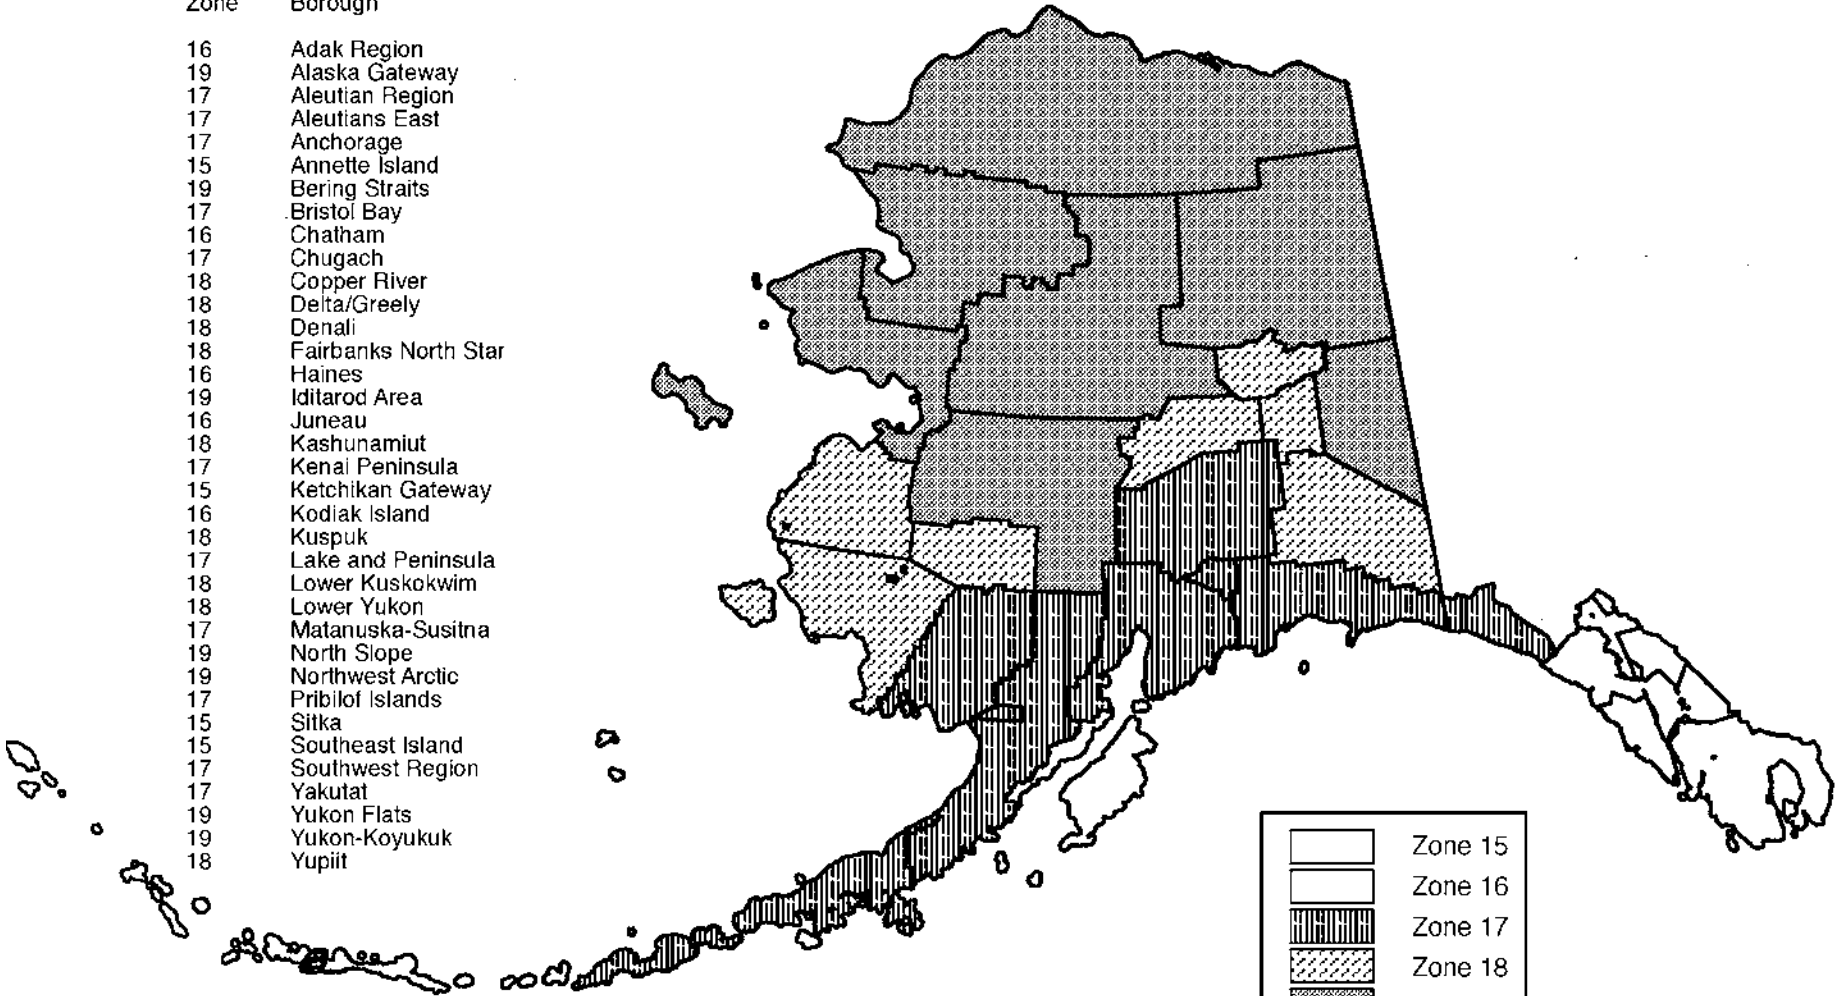 Zone Borough
16 Adak Region
19 Alaska Gateway
17 Aleutian Region
17 Aleutians East
17 Anchorage
15 Annette Island
19 Bering Straits
17 Bristol Bay
16 Chatham
17 Chugach
18 Copper River
18 Delta/Greely
18 Denali
18 Fairbanks North Star
16 Haines
19 Iditarod Area
16 Juneau
18 Kashunamiut
17 Kenai Peninsula
15 Ketchikan Gateway
16 Kodiak Island
18 Kuspuk
17 Lake and Peninsula
18 Lower Kuskokwim
18 Lower Yukon
17 Matanuska-Susitna
19 North Slope
19 Northwest Arctic
17 Pribilof Islands
15 Sitka
15 Southeast Island
17 Southwest Region
17 Yakutat
19 Yukon Flats
19 Yukon-Koyukuk
18 Yupiit
Zone 15
Zone 16
Zone 17
Zone 18